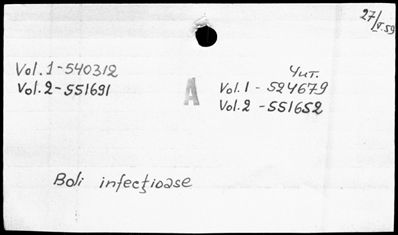 27/V.59
Vol. 1 - 540312
Vol. 2 - 551691
A
Чит.
Vol. 1 - 524679
Vol. 2 - 551652
Boli infecţioase